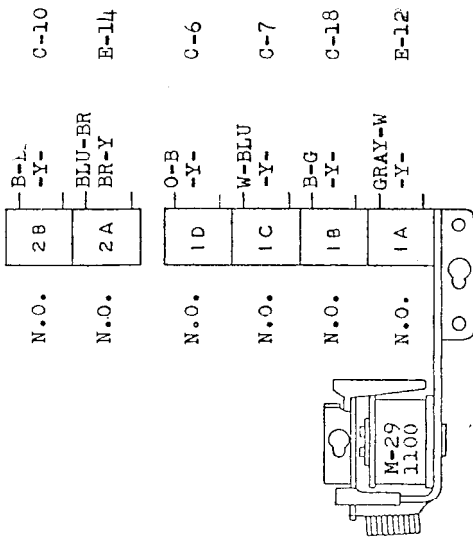 N.O. 2B -Y- C-10
N.O. 2A BLU-BR E-14
BR-Y
N.O. 1D O-B C-6
-Y-
N.O. 1C W-BLU C-7
-Y-
N.O. 1B B-G C-18
-Y-
N.O. 1A GRAY-W E-12
-Y-
M-29
1100